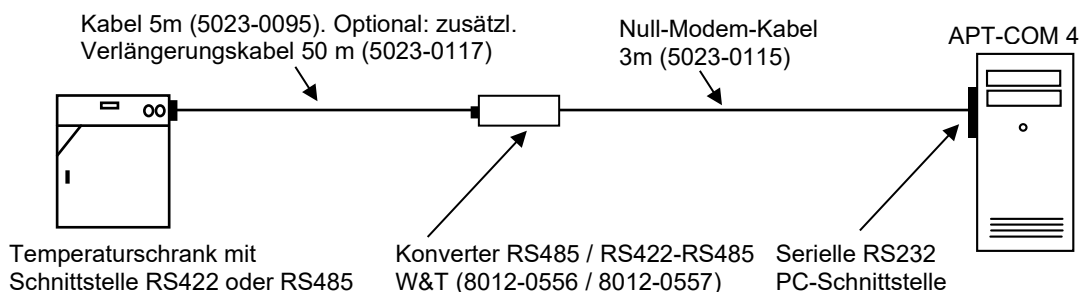 Kabel 5m (5023-0095). Optional: zusätzl.
Verlängerungskabel 50 m (5023-0117)
Null-Modem-Kabel
3m (5023-0115)
APT-COM 4
Temperaturschrank mit
Schnittstelle RS422 oder RS485
Konverter RS485 / RS422-RS485
W&T (8012-0556 / 8012-0557)
Serielle RS232
PC-Schnittstelle